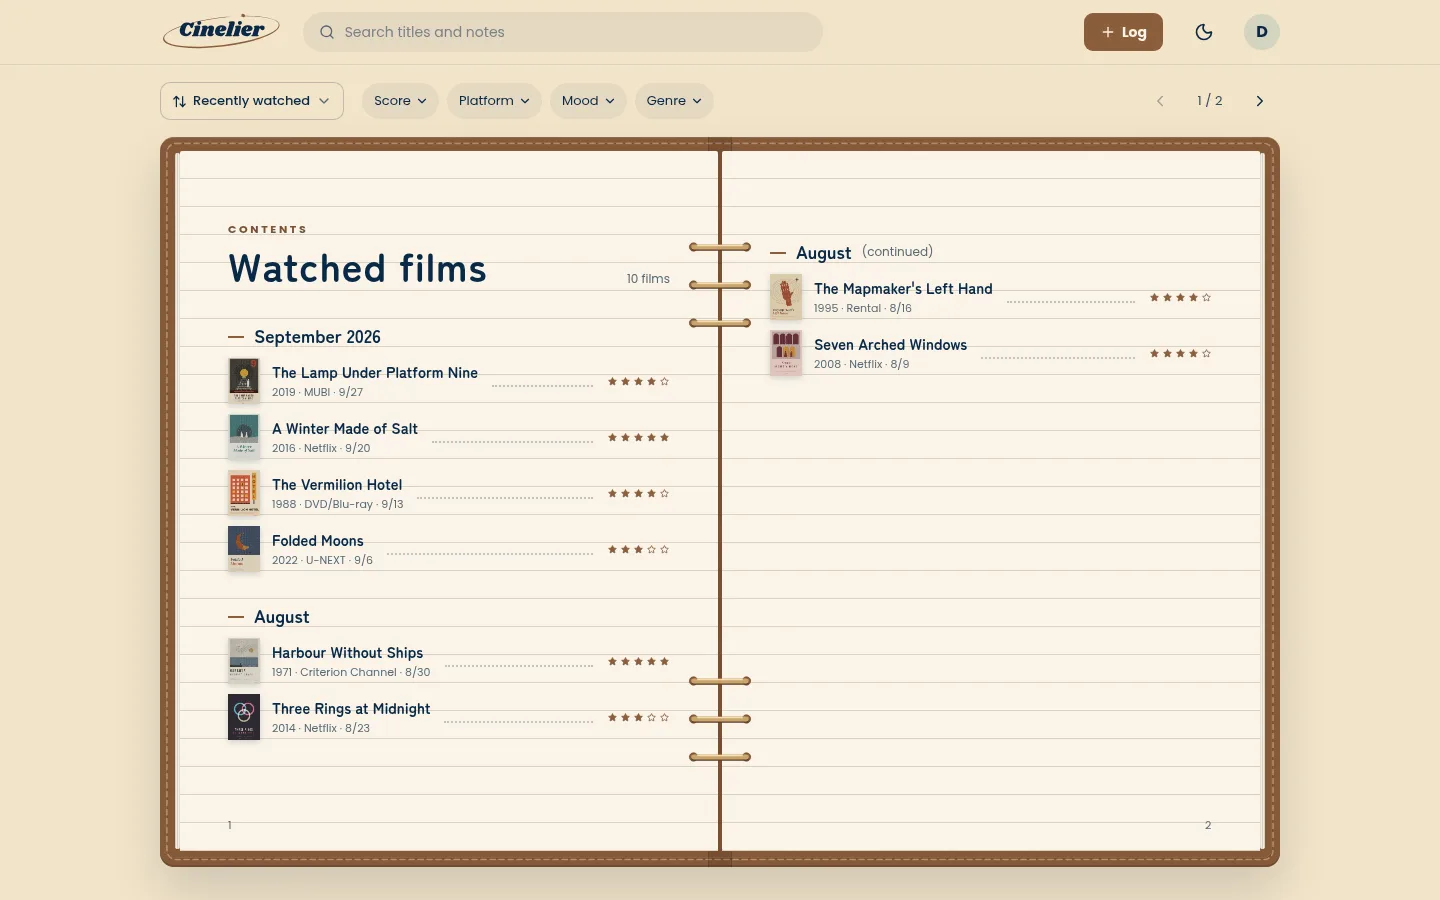 Cinelier
Search titles and notes
Log
D
Recently watched
Score
Platform
Mood
Genre
1 / 2
CONTENTS
Watched films
10 films
September 2026
The Lamp Under Platform Nine
2019 · MUBI · 9/27
A Winter Made of Salt
2016 · Netflix · 9/20
The Vermilion Hotel
1988 · DVD/Blu-ray · 9/13
Folded Moons
2022 · U-NEXT · 9/6
August
Harbour Without Ships
1971 · Criterion Channel · 8/30
Three Rings at Midnight
2014 · Netflix · 8/23
1
August (continued)
The Mapmaker's Left Hand
1995 · Rental · 8/16
Seven Arched Windows
2008 · Netflix · 8/9
2